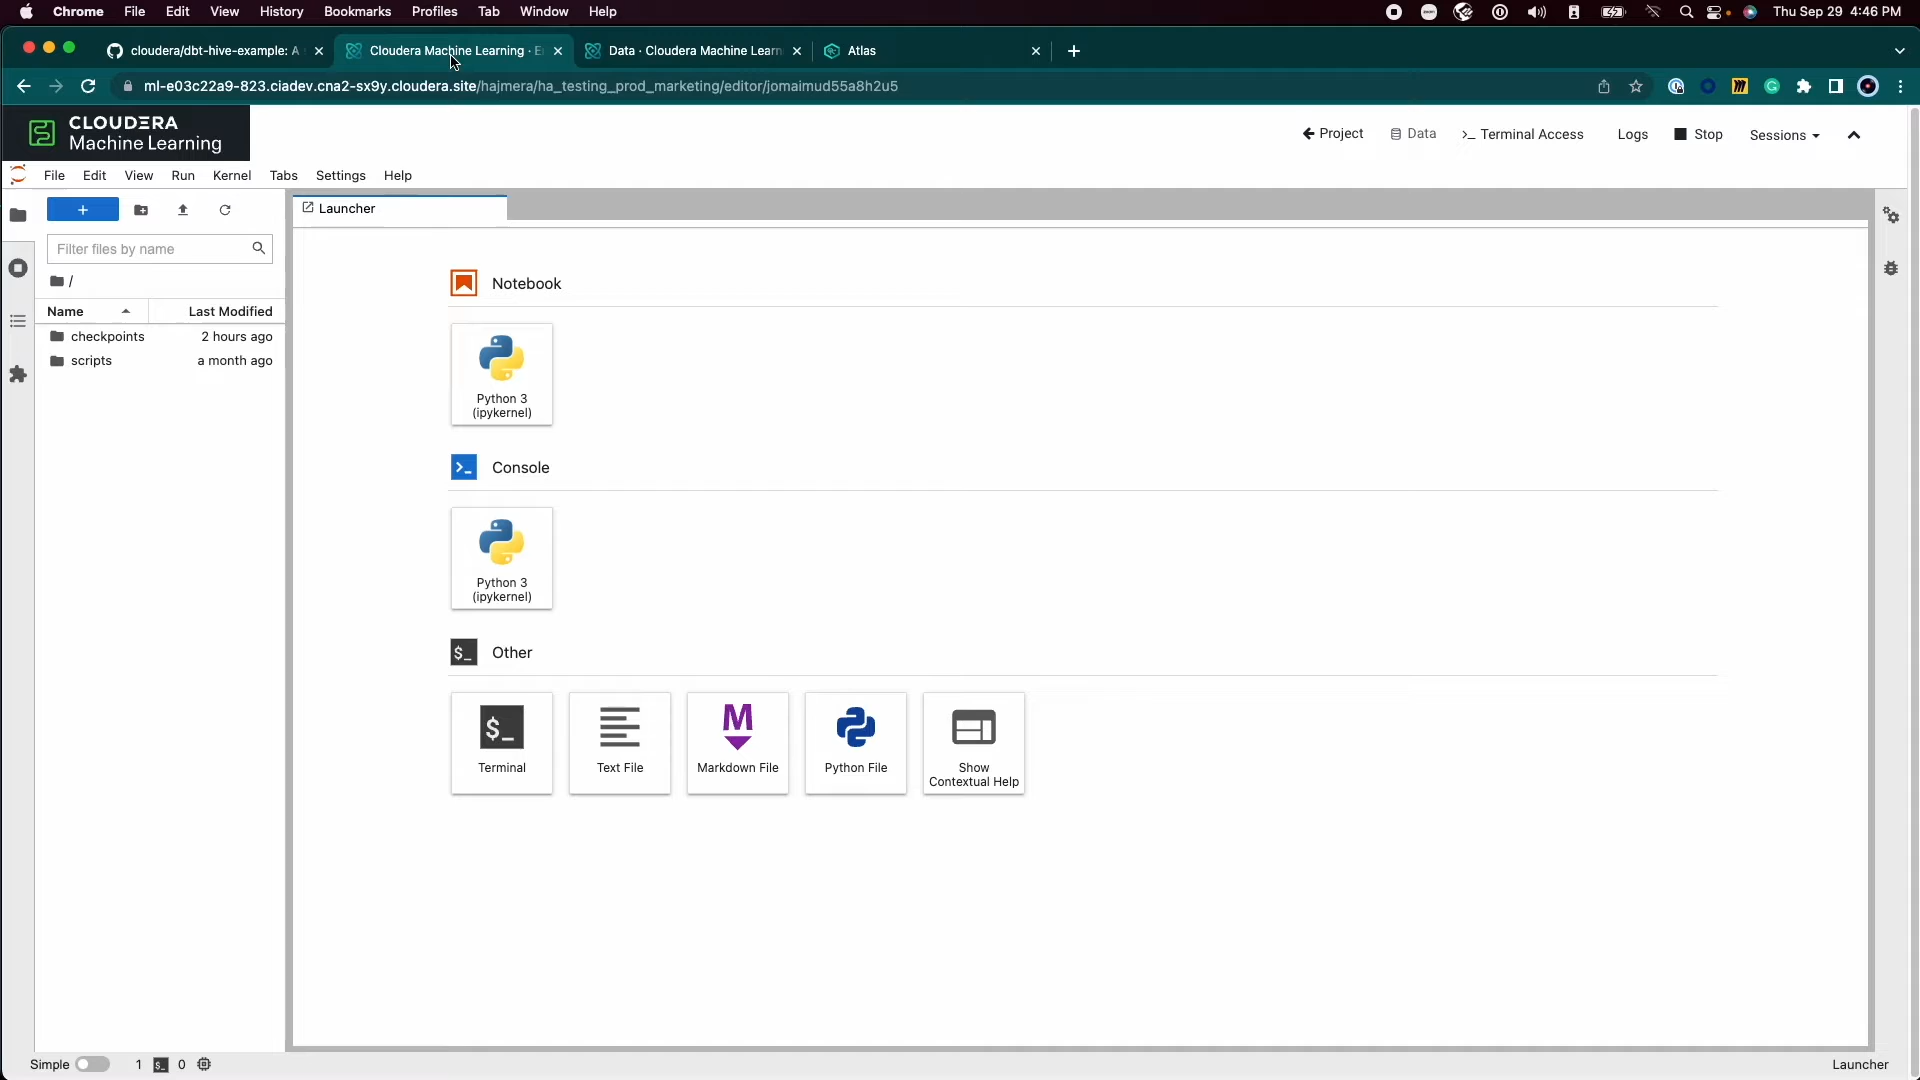 Chrome File Edit View History Bookmarks Profiles Tab Window Help Thu Sep 29 4:46 PM
cloudera/dbt-hive-example: A Cloudera Machine Learning · E Data · Cloudera Machine Learn Atlas
ml-e03c22a9-823.ciadev.cna2-sx9y.cloudera.site/hajmera/ha_testing_prod_marketing/editor/jomaimud55a8h2u5
CLOUDERA
Machine Learning
Project Data >_ Terminal Access Logs Stop Sessions
File Edit View Run Kernel Tabs Settings Help
+
Launcher
Filter files by name
/
Name Last Modified
checkpoints 2 hours ago
scripts a month ago
Notebook
Python 3
(ipykernel)
>_ Console
Python 3
(ipykernel)
$_ Other
$_
Terminal
Text File
M
Markdown File
Python File
Show
Contextual Help
Simple 1 $_ 0 Launcher